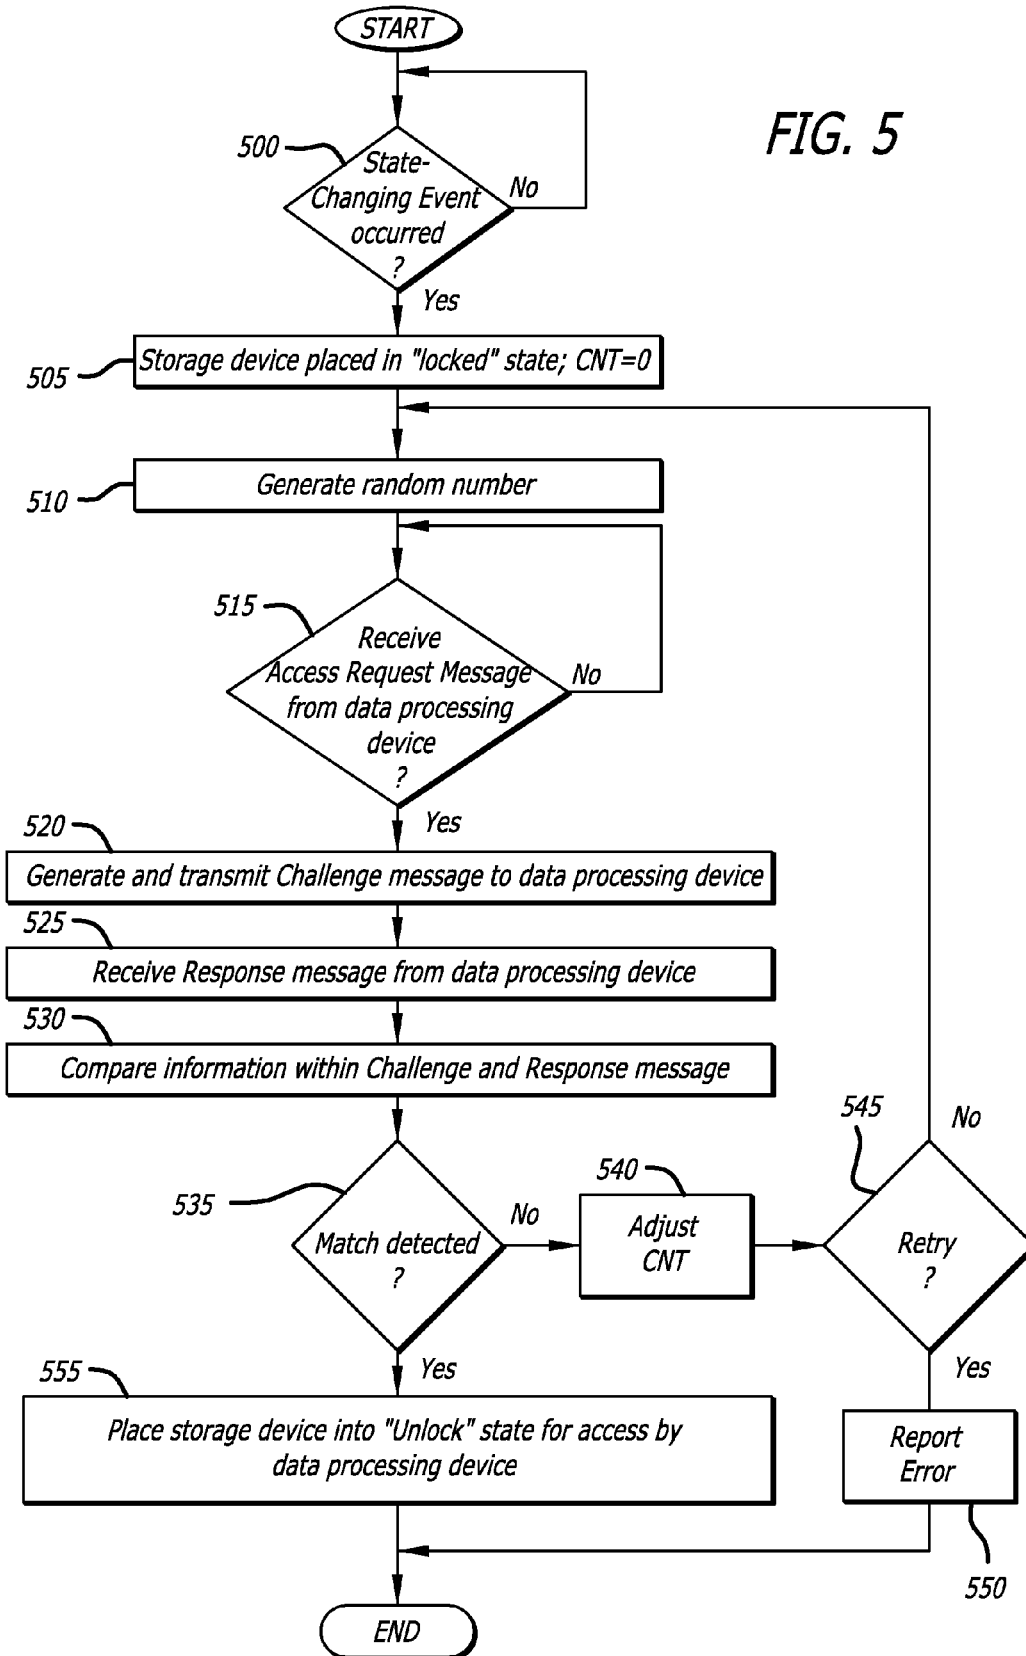 START
FIG. 5
500
State-
Changing Event
occurred
?
No
Yes
505
Storage device placed in "locked" state; CNT=0
510
Generate random number
515
Receive
Access Request Message
from data processing
device
?
No
Yes
520
Generate and transmit Challenge message to data processing device
525
Receive Response message from data processing device
530
Compare information within Challenge and Response message
535
Match detected
?
No
540
Adjust
CNT
545
Retry
?
No
Yes
555
Place storage device into "Unlock" state for access by
data processing device
Yes
Report
Error
550
END